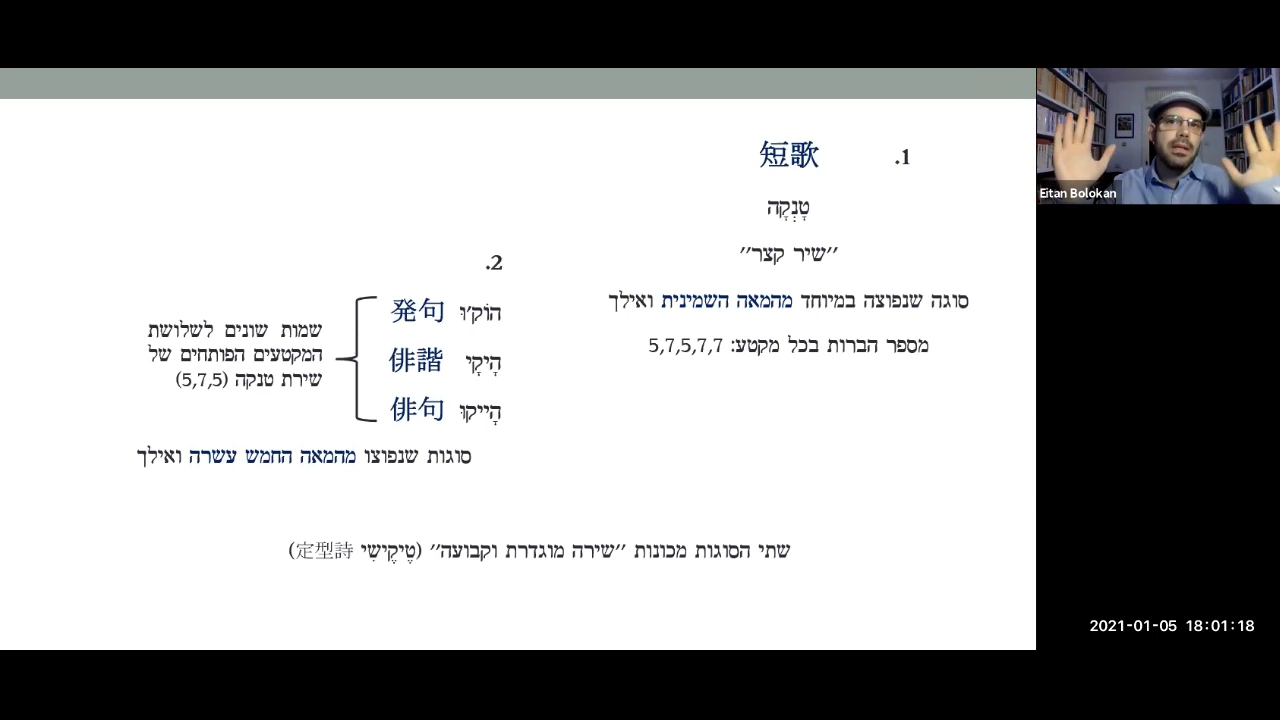 1.
短歌
טָנְקָה
״שיר קצר״
סוגה שנפוצה במיוחד מהמאה השמינית ואילך
מספר הברות בכל מקטע: 5,7,5,7,7
2.
הוֹקּ׳וּ 発句
הָיקָי 俳諧
הָייקו 俳句
שמות שונים לשלושת
המקטעים הפותחים של
שירת טנקה (5,7,5)
סוגות שנפוצו מהמאה החמש עשרה ואילך
שתי הסוגות מכונות ״שירה מוגדרת וקבועה״ (טֶיקֶישִי 定型詩)
Eitan Bolokan
2021-01-05 18:01:18